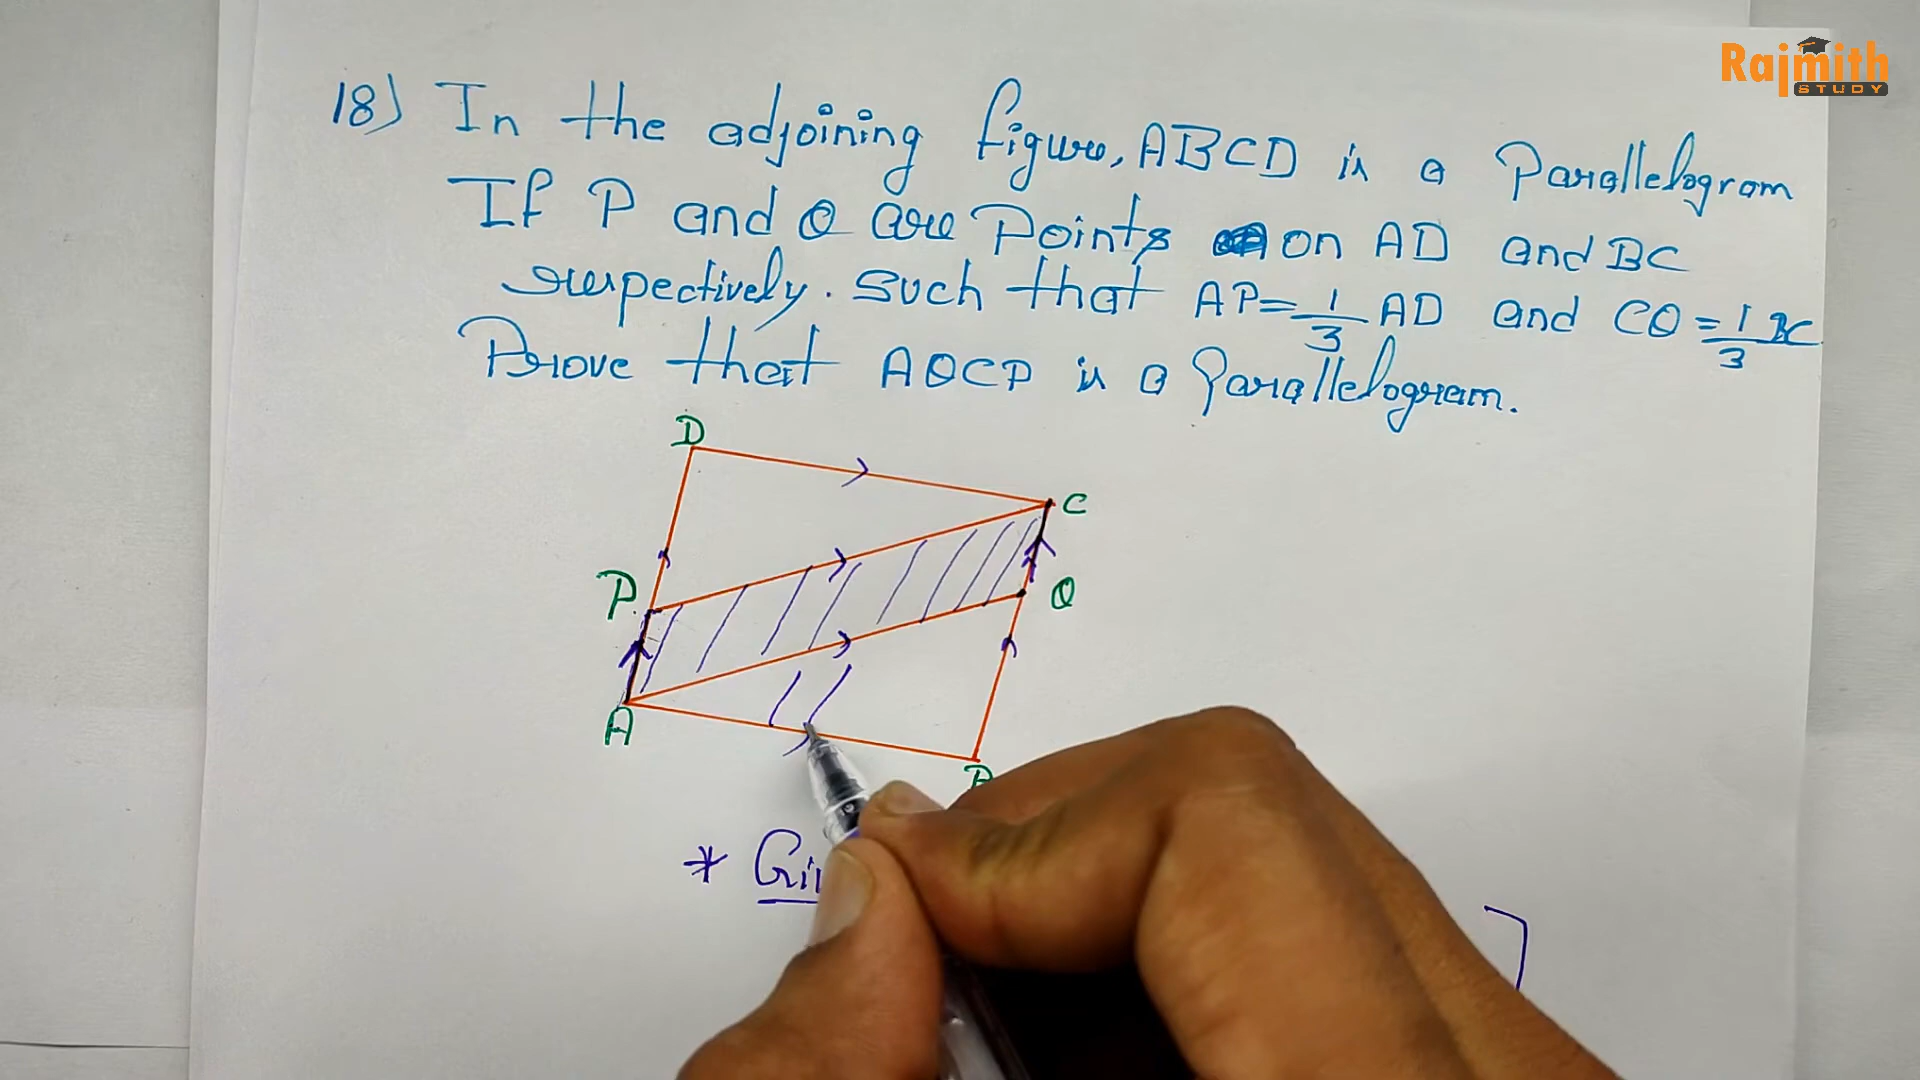 Rajmith
STUDY
18) In the adjoining figure, ABCD is a Parallelogram
If P and Q are Points on AD and BC
respectively. Such that AP=1/3 AD and CQ=1/3 BC
Prove that AQCP is a Parallelogram.
D
C
P
Q
A
B
* Gi